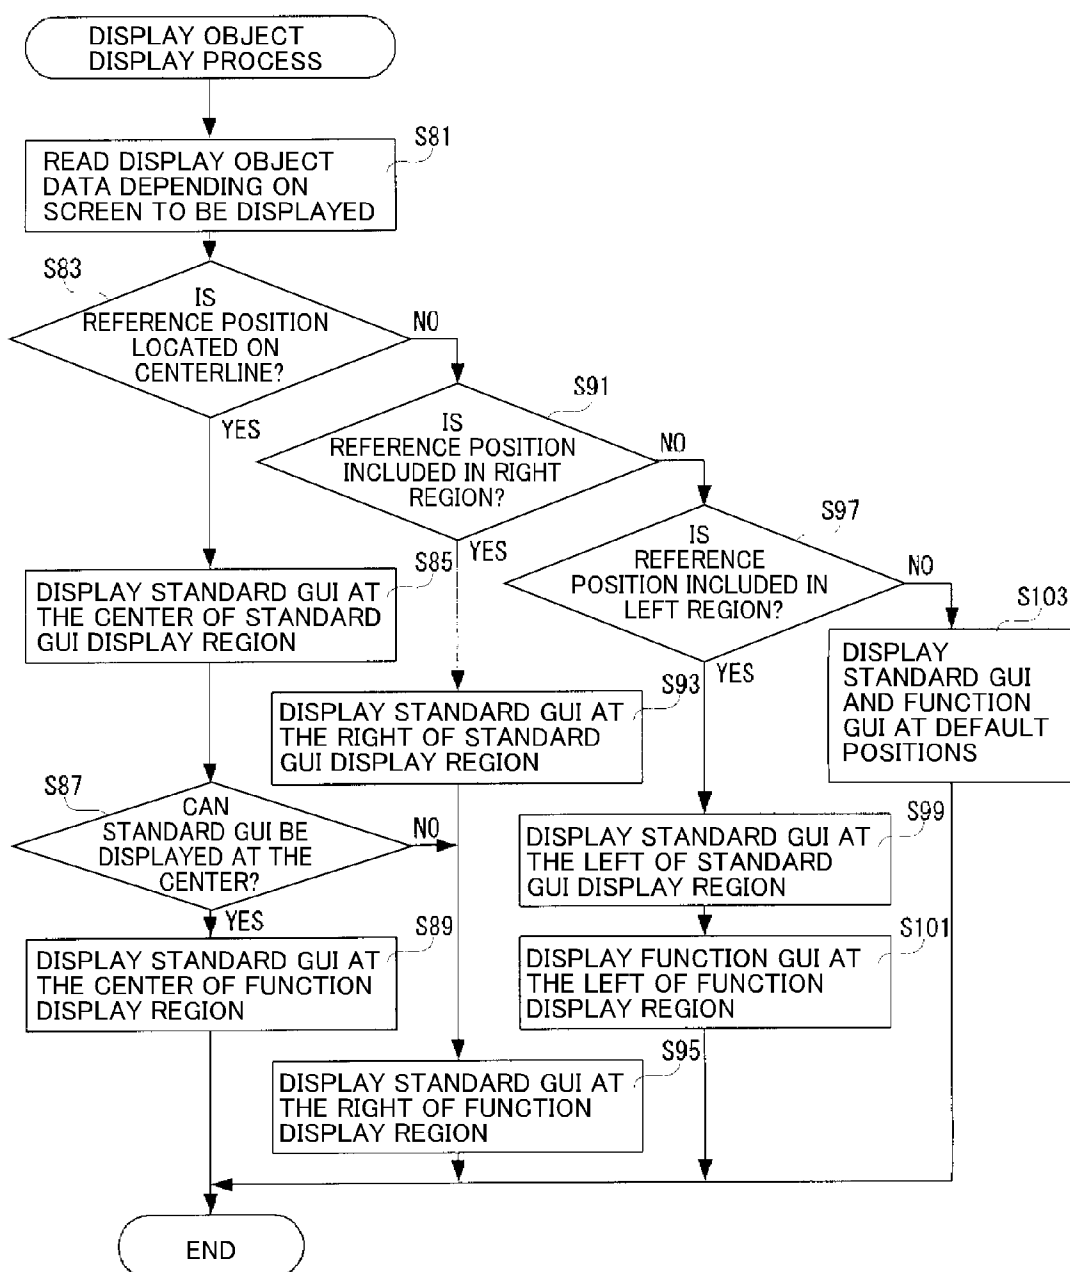 DISPLAY OBJECT
DISPLAY PROCESS
S81
READ DISPLAY OBJECT
DATA DEPENDING ON
SCREEN TO BE DISPLAYED
S83
IS
REFERENCE POSITION
LOCATED ON
CENTERLINE?
NO
YES
S91
IS
REFERENCE POSITION
INCLUDED IN RIGHT
REGION?
NO
YES
S97
IS
REFERENCE
POSITION INCLUDED IN
LEFT REGION?
NO
YES
S103
DISPLAY
STANDARD GUI
AND FUNCTION
GUI AT DEFAULT
POSITIONS
S85
DISPLAY STANDARD GUI AT
THE CENTER OF STANDARD
GUI DISPLAY REGION
S93
DISPLAY STANDARD GUI AT
THE RIGHT OF STANDARD
GUI DISPLAY REGION
S87
CAN
STANDARD GUI BE
DISPLAYED AT THE
CENTER?
NO
YES
S99
DISPLAY STANDARD GUI AT
THE LEFT OF STANDARD
GUI DISPLAY REGION
S89
DISPLAY STANDARD GUI AT
THE CENTER OF FUNCTION
DISPLAY REGION
S101
DISPLAY FUNCTION GUI AT
THE LEFT OF FUNCTION
DISPLAY REGION
S95
DISPLAY STANDARD GUI AT
THE RIGHT OF FUNCTION
DISPLAY REGION
END